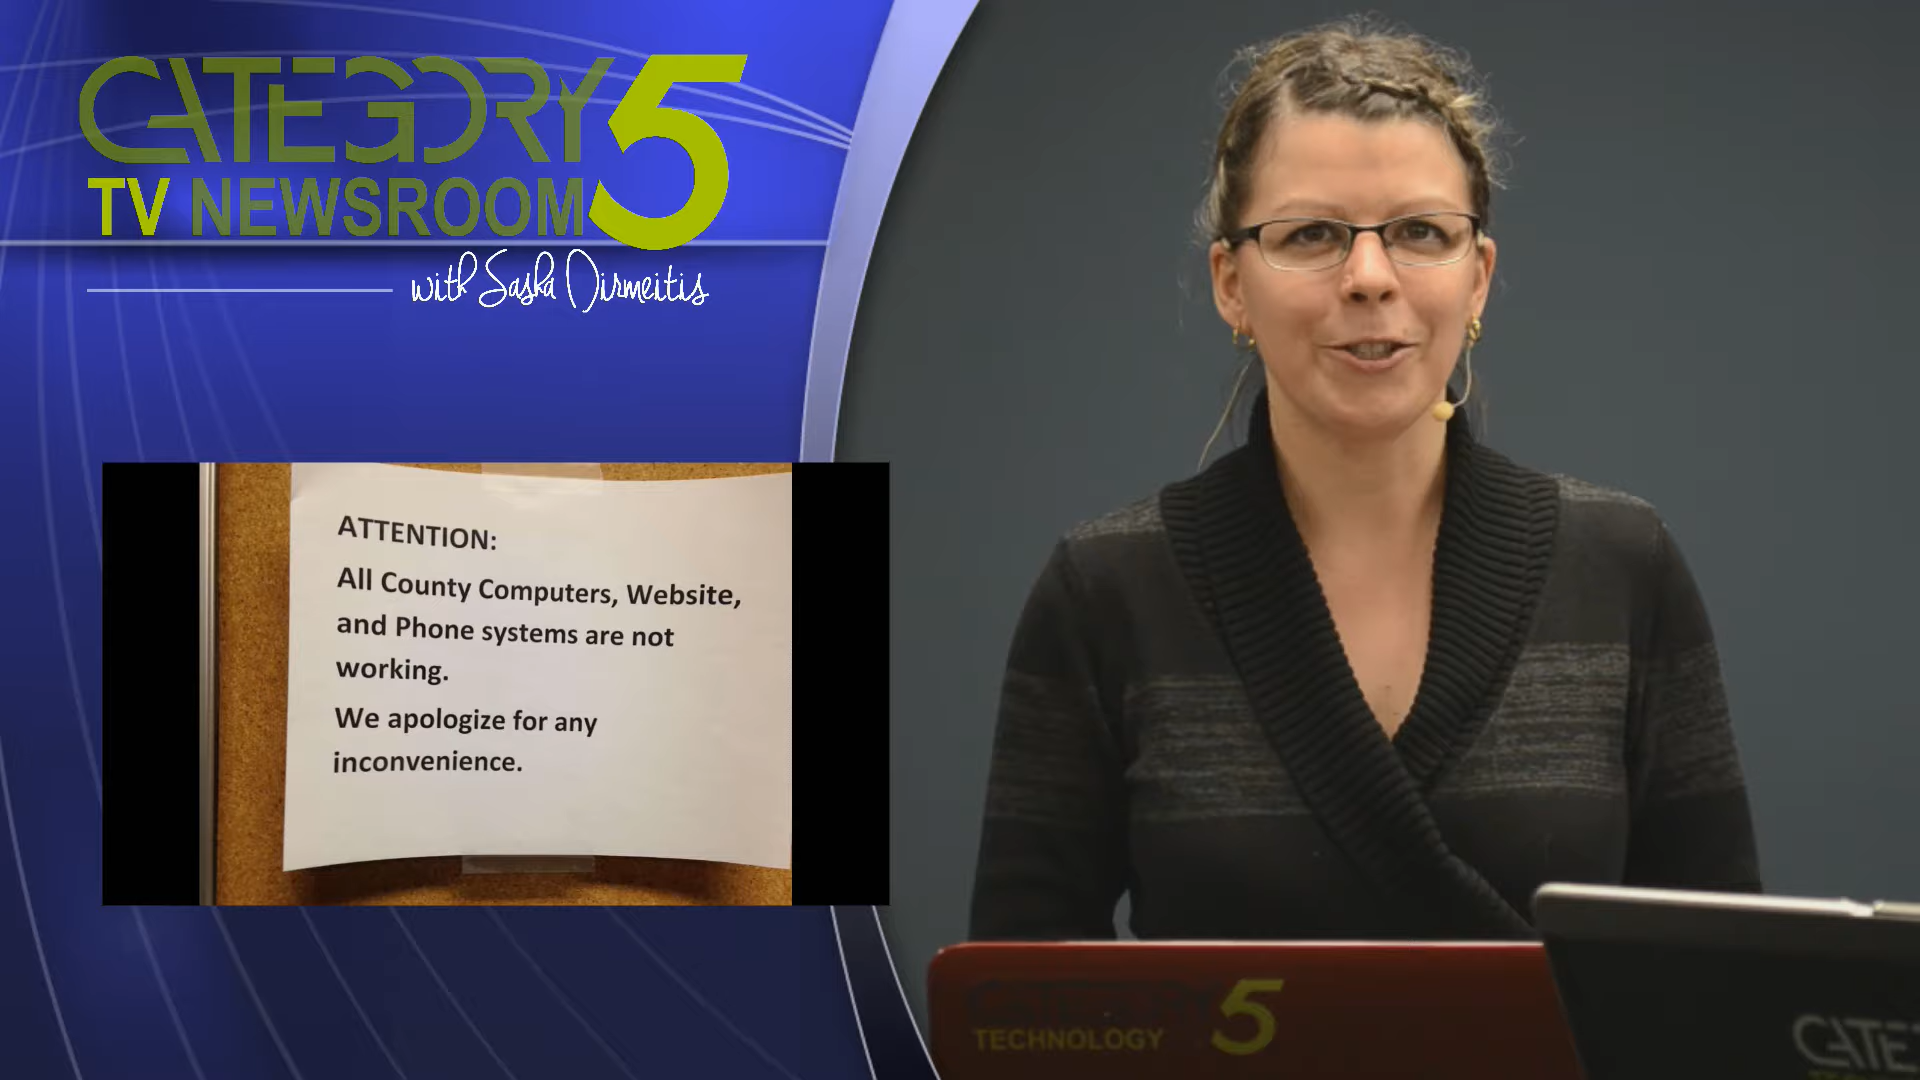 CATEGORY 5
TV NEWSROOM
with Sasha Dirmeitis
ATTENTION:
All County Computers, Website,
and Phone systems are not
working.
We apologize for any
inconvenience.
CATEGORY 5
TECHNOLOGY
CATE